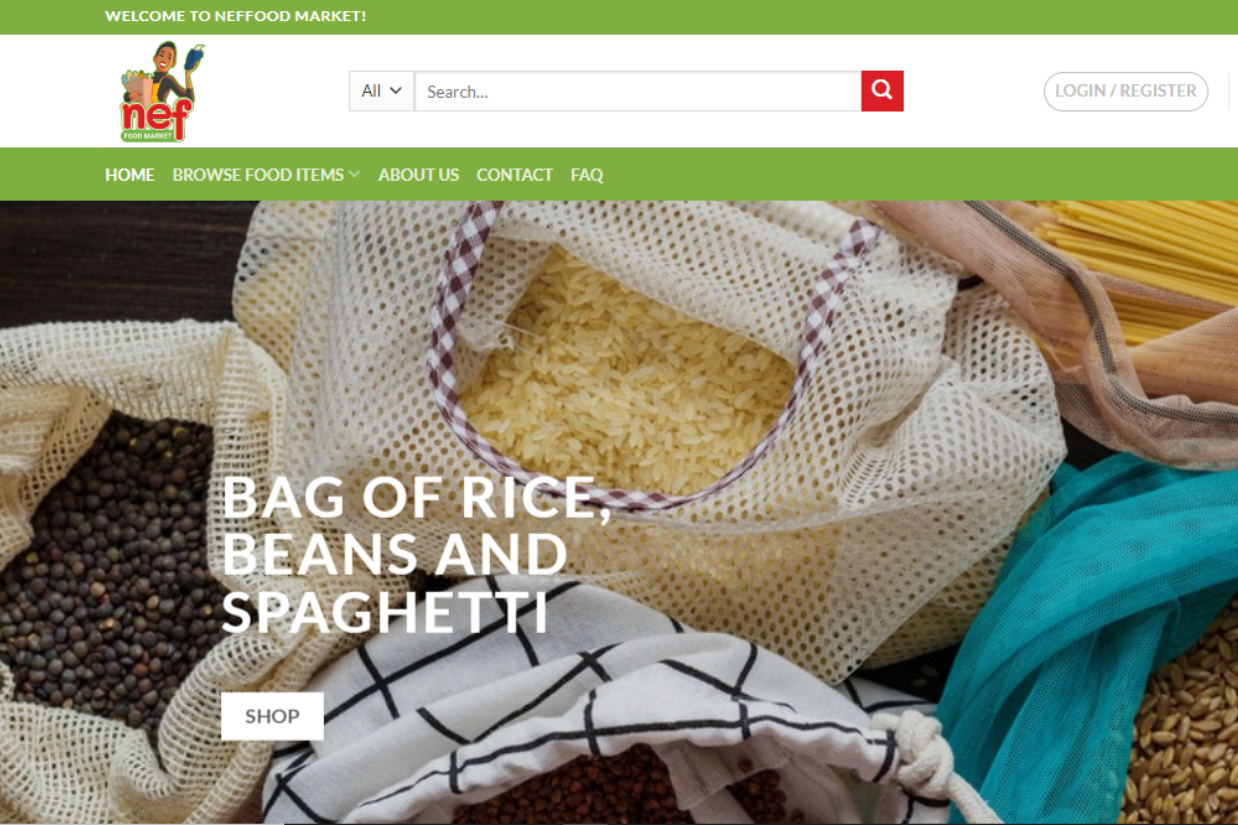 WELCOME TO NEFFOOD MARKET!
nef
FOOD MARKET
All
Search...
LOGIN / REGISTER
HOME BROWSE FOOD ITEMS ABOUT US CONTACT FAQ
BAG OF RICE,
BEANS AND
SPAGHETTI
SHOP